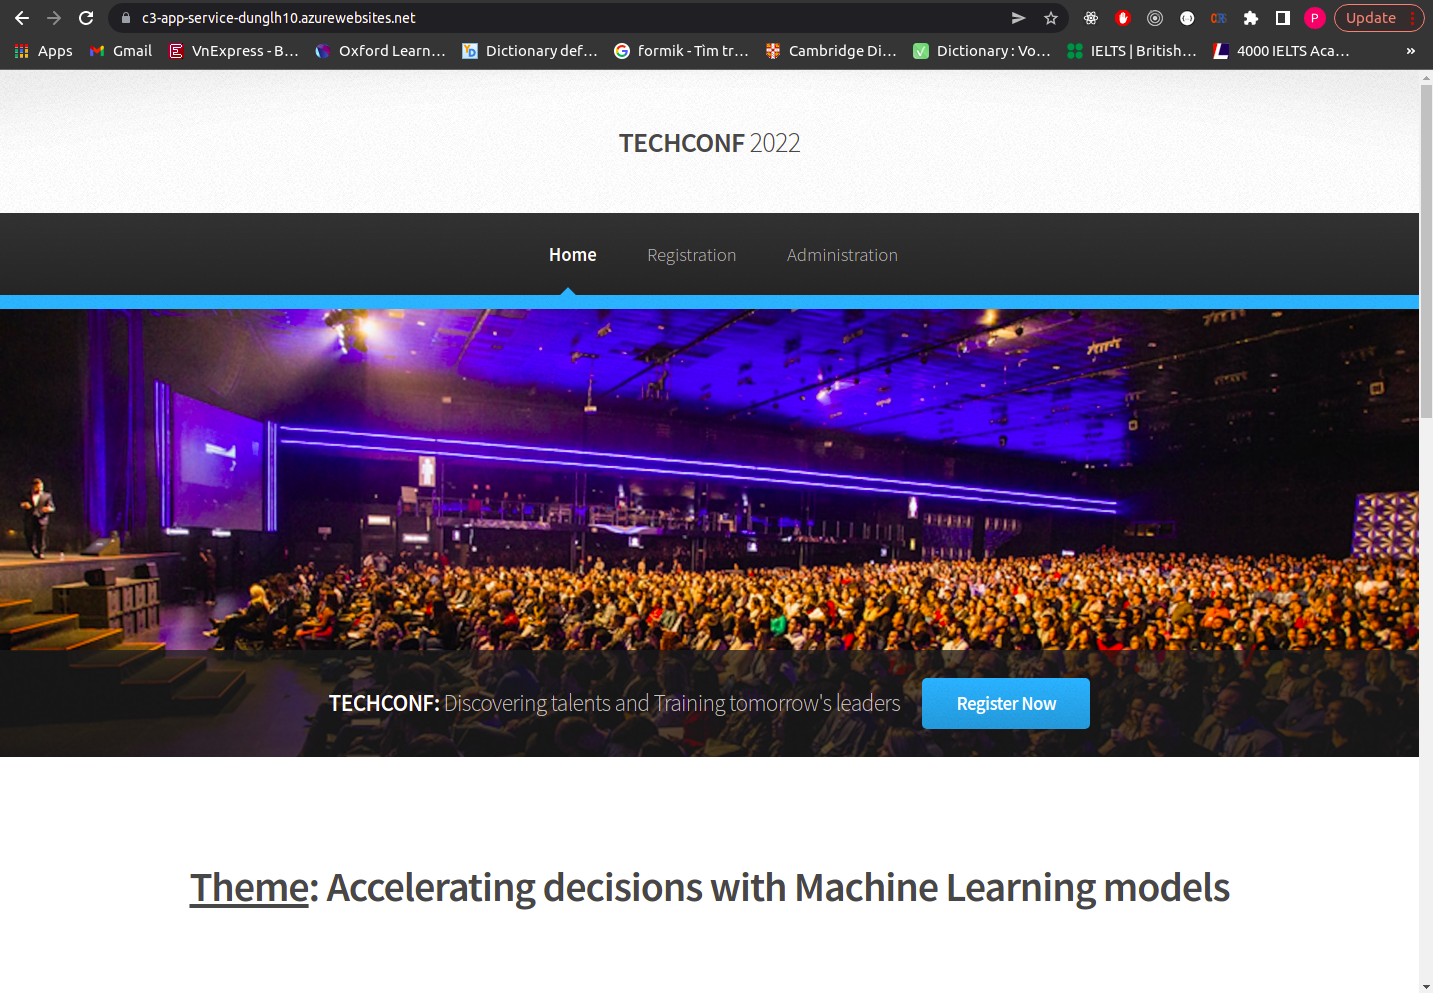 c3-app-service-dunglh10.azurewebsites.net
P
Update
Apps
Gmail
VnExpress - B...
Oxford Learn...
Dictionary def...
formik - Tìm tr...
Cambridge Di...
Dictionary : Vo...
IELTS | British...
4000 IELTS Aca...
»
TECHCONF 2022
Home
Registration
Administration
TECHCONF: Discovering talents and Training tomorrow's leaders
Register Now
Theme: Accelerating decisions with Machine Learning models